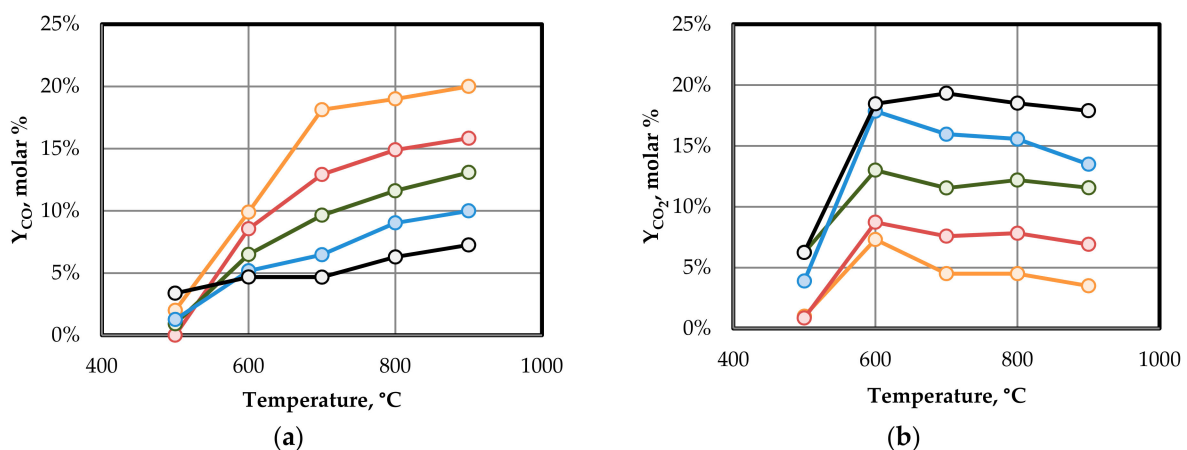 25%
20%
15%
10%
5%
0%
Y_CO, molar %
400 600 800 1000
Temperature, °C
(a)
25%
20%
15%
10%
5%
0%
Y_CO₂, molar %
400 600 800 1000
Temperature, °C
(b)